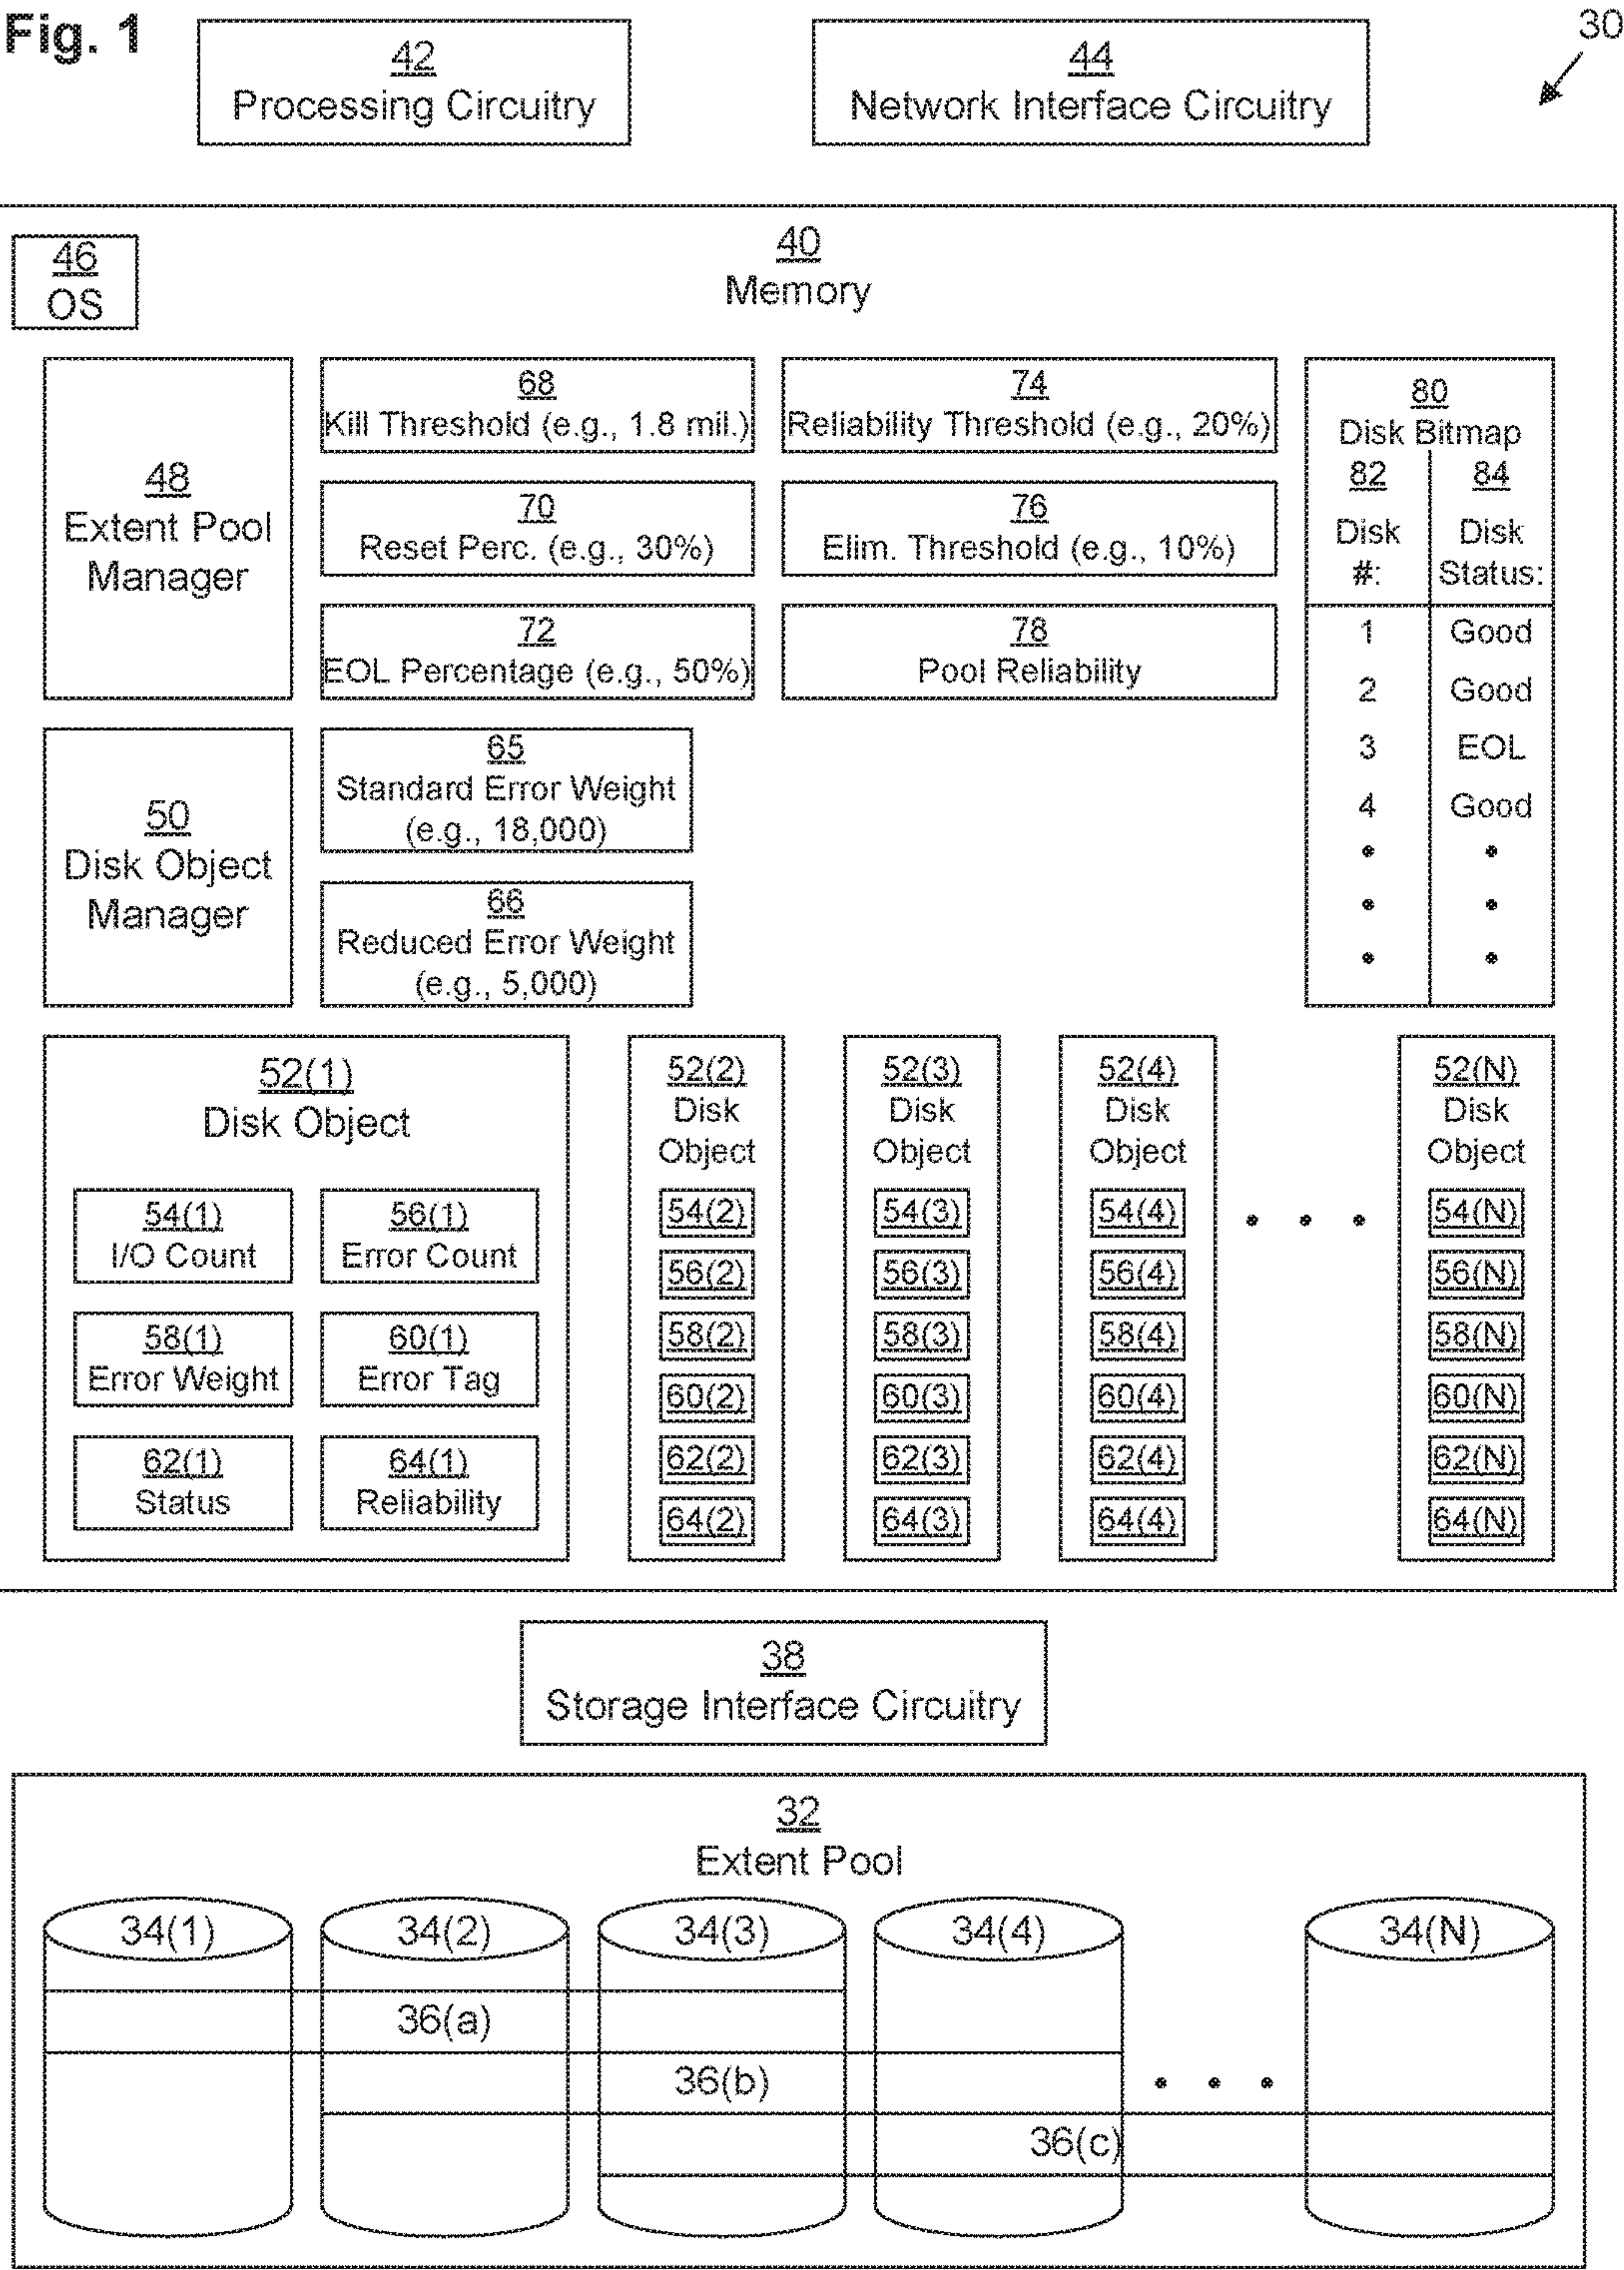 Fig. 1
30
42
Processing Circuitry
44
Network Interface Circuitry
40
Memory
46
OS
48
Extent Pool
Manager
68
Kill Threshold (e.g., 1.8 mil.)
74
Reliability Threshold (e.g., 20%)
70
Reset Perc. (e.g., 30%)
76
Elim. Threshold (e.g., 10%)
72
EOL Percentage (e.g., 50%)
78
Pool Reliability
80
Disk Bitmap
82 84
Disk Disk
#: Status:
1 Good
2 Good
3 EOL
4 Good
50
Disk Object
Manager
65
Standard Error Weight
(e.g., 18,000)
66
Reduced Error Weight
(e.g., 5,000)
52(1)
Disk Object
54(1)
I/O Count
56(1)
Error Count
58(1)
Error Weight
60(1)
Error Tag
62(1)
Status
64(1)
Reliability
52(2)
Disk
Object
54(2)
56(2)
58(2)
60(2)
62(2)
64(2)
52(3)
Disk
Object
54(3)
56(3)
58(3)
60(3)
62(3)
64(3)
52(4)
Disk
Object
54(4)
56(4)
58(4)
60(4)
62(4)
64(4)
52(N)
Disk
Object
54(N)
56(N)
58(N)
60(N)
62(N)
64(N)
38
Storage Interface Circuitry
32
Extent Pool
34(1) 34(2) 34(3) 34(4) 34(N)
36(a)
36(b)
36(c)